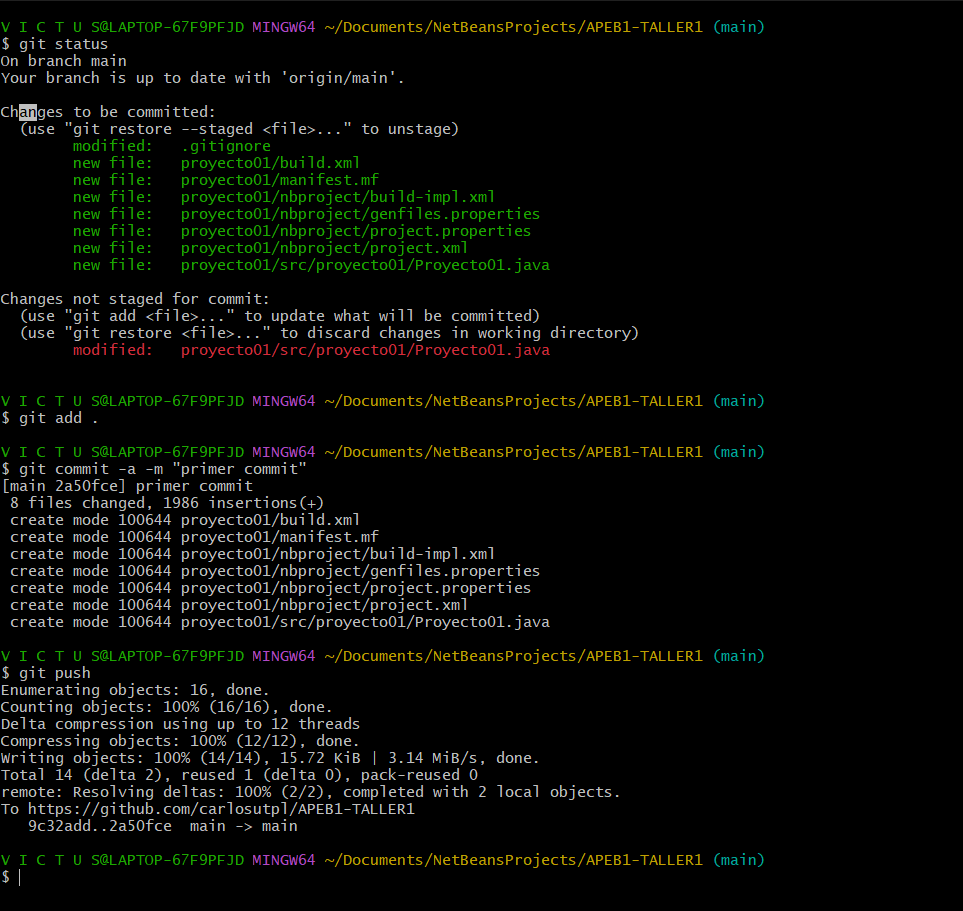 V I C T U S@LAPTOP-67F9PFJD MINGW64 ~/Documents/NetBeansProjects/APEB1-TALLER1 (main)
$ git status
On branch main
Your branch is up to date with 'origin/main'.
Changes to be committed:
(use "git restore --staged <file>..." to unstage)
modified:   .gitignore
new file:   proyecto01/build.xml
new file:   proyecto01/manifest.mf
new file:   proyecto01/nbproject/build-impl.xml
new file:   proyecto01/nbproject/genfiles.properties
new file:   proyecto01/nbproject/project.properties
new file:   proyecto01/nbproject/project.xml
new file:   proyecto01/src/proyecto01/Proyecto01.java
Changes not staged for commit:
(use "git add <file>..." to update what will be committed)
(use "git restore <file>..." to discard changes in working directory)
modified:   proyecto01/src/proyecto01/Proyecto01.java
V I C T U S@LAPTOP-67F9PFJD MINGW64 ~/Documents/NetBeansProjects/APEB1-TALLER1 (main)
$ git add .
V I C T U S@LAPTOP-67F9PFJD MINGW64 ~/Documents/NetBeansProjects/APEB1-TALLER1 (main)
$ git commit -a -m "primer commit"
[main 2a50fce] primer commit
8 files changed, 1986 insertions(+)
create mode 100644 proyecto01/build.xml
create mode 100644 proyecto01/manifest.mf
create mode 100644 proyecto01/nbproject/build-impl.xml
create mode 100644 proyecto01/nbproject/genfiles.properties
create mode 100644 proyecto01/nbproject/project.properties
create mode 100644 proyecto01/nbproject/project.xml
create mode 100644 proyecto01/src/proyecto01/Proyecto01.java
V I C T U S@LAPTOP-67F9PFJD MINGW64 ~/Documents/NetBeansProjects/APEB1-TALLER1 (main)
$ git push
Enumerating objects: 16, done.
Counting objects: 100% (16/16), done.
Delta compression using up to 12 threads
Compressing objects: 100% (12/12), done.
Writing objects: 100% (14/14), 15.72 KiB | 3.14 MiB/s, done.
Total 14 (delta 2), reused 1 (delta 0), pack-reused 0
remote: Resolving deltas: 100% (2/2), completed with 2 local objects.
To https://github.com/carlosutpl/APEB1-TALLER1
9c32add..2a50fce  main -> main
V I C T U S@LAPTOP-67F9PFJD MINGW64 ~/Documents/NetBeansProjects/APEB1-TALLER1 (main)
$